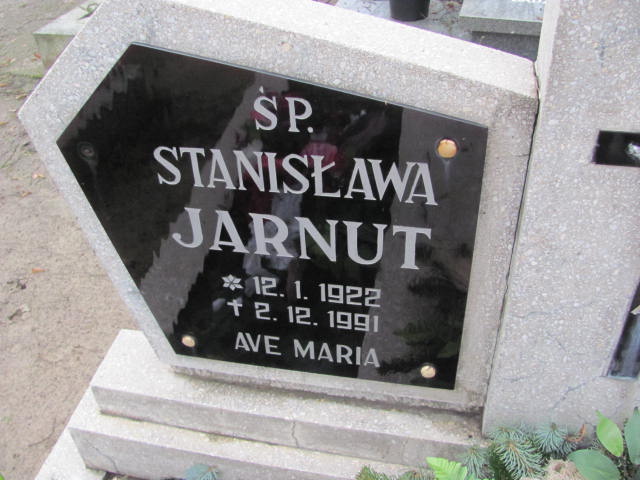 ŚP.
STANISŁAWA
JARNUT
* 12. 1. 1922
✝ 2. 12. 1991
AVE MARIA